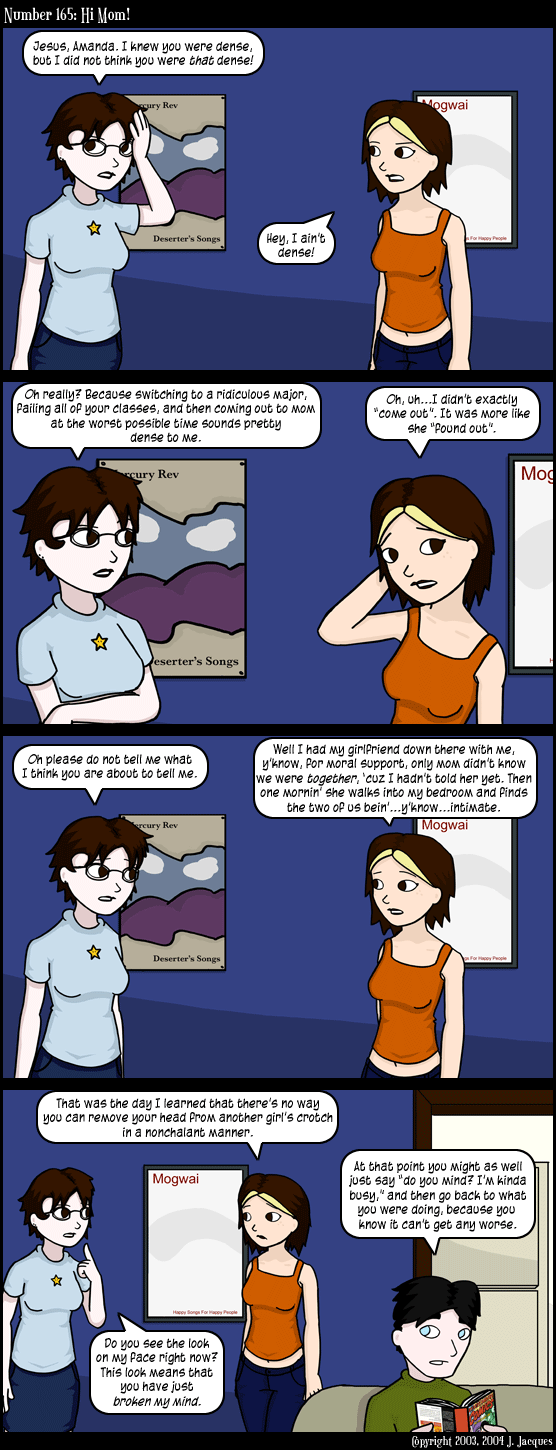 Number 165: Hi Mom!
Jesus, Amanda. I knew you were dense,
but I did not think you were that dense!
rcury Rev
Deserter's Songs
Mogwai
gs For Happy People
Hey, I ain't
dense!
Oh really? Because switching to a ridiculous major,
failing all of your classes, and then coming out to mom
at the worst possible time sounds pretty
dense to me.
Oh, uh...I didn't exactly
"come out". It was more like
she "found out".
ercury Rev
eserter's Songs
Mog
H
Oh please do not tell me what
I think you are about to tell me.
Well I had my girlfriend down there with me,
y'know, for moral support, only mom didn't know
we were together, 'cuz I hadn't told her yet. Then
one mornin' she walks into my bedroom and finds
the two of us bein'...y'know...intimate.
ercury Rev
Deserter's Songs
Mogwai
ngs For Happy People
That was the day I learned that there's no way
you can remove your head from another girl's crotch
in a nonchalant manner.
At that point you might as well
just say "do you mind? I'm kinda
busy," and then go back to what
you were doing, because you
know it can't get any worse.
Mogwai
Happy Songs For Happy People
Do you see the look
on my face right now?
This look means that
you have just
broken my mind.
Copyright 2003, 2004 J. Jacques